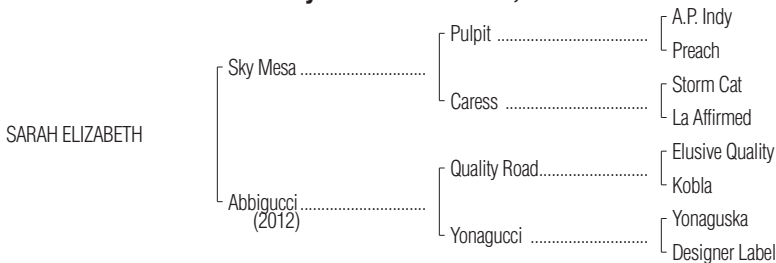 A.P. Indy
Pulpit ................................................
Preach
Sky Mesa ........................................
Storm Cat
Caress ..............................................
La Affirmed
SARAH ELIZABETH
Elusive Quality
Quality Road...................................
Kobla
Abbigucci ........................................
(2012)
Yonaguska
Yonagucci ......................................
Designer Label